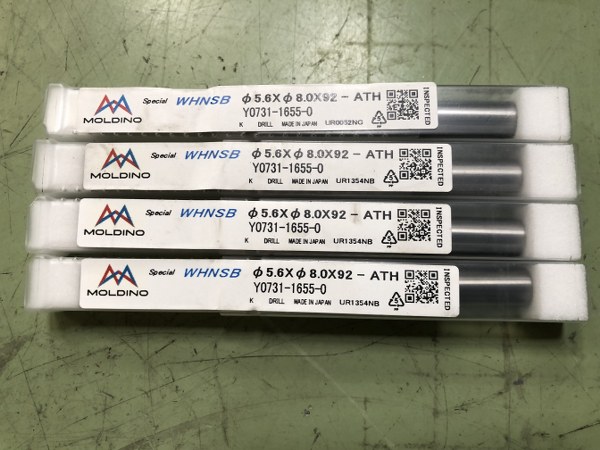 MOLDINO
Special WHNSB φ5.6Xφ8.0X92-ATH
Y0731-1655-0
K DRILL MADE IN JAPAN UR0032NG
INSPECTED
MOLDINO
Special WHNSB φ5.6Xφ8.0X92-ATH
Y0731-1655-0
K DRILL MADE IN JAPAN UR1354NB
INSPECTED
MOLDINO
Special WHNSB φ5.6Xφ8.0X92-ATH
Y0731-1655-0
K DRILL MADE IN JAPAN UR1354NB
INSPECTED
MOLDINO
Special WHNSB φ5.6Xφ8.0X92-ATH
Y0731-1655-0
K DRILL MADE IN JAPAN UR1354NB
INSPECTED